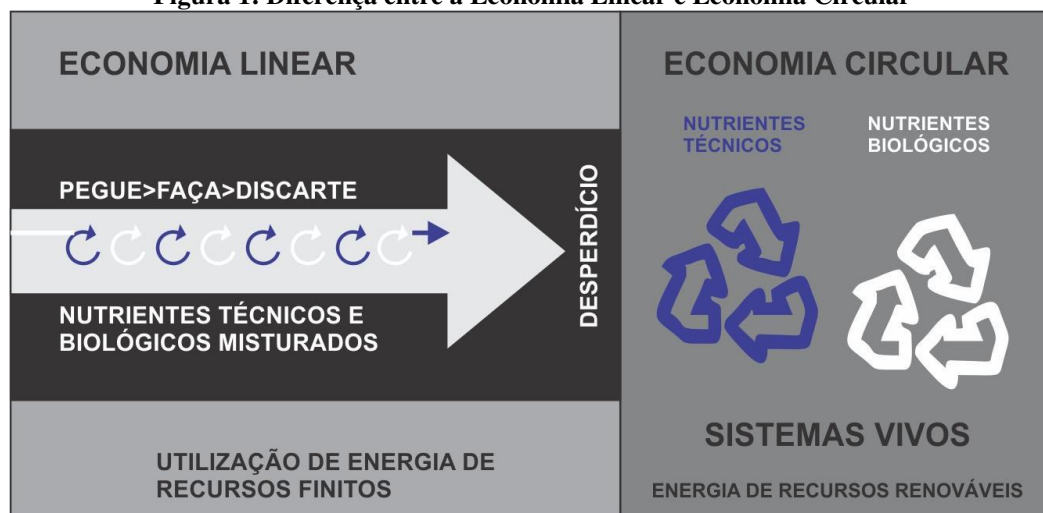 Figura 1: Diferença entre a Economia Linear e Economia Circular
ECONOMIA LINEAR
PEGUE>FAÇA>DISCARTE
NUTRIENTES TÉCNICOS E
BIOLÓGICOS MISTURADOS
DESPERDÍCIO
UTILIZAÇÃO DE ENERGIA DE
RECURSOS FINITOS
ECONOMIA CIRCULAR
NUTRIENTES
TÉCNICOS
NUTRIENTES
BIOLÓGICOS
SISTEMAS VIVOS
ENERGIA DE RECURSOS RENOVÁVEIS